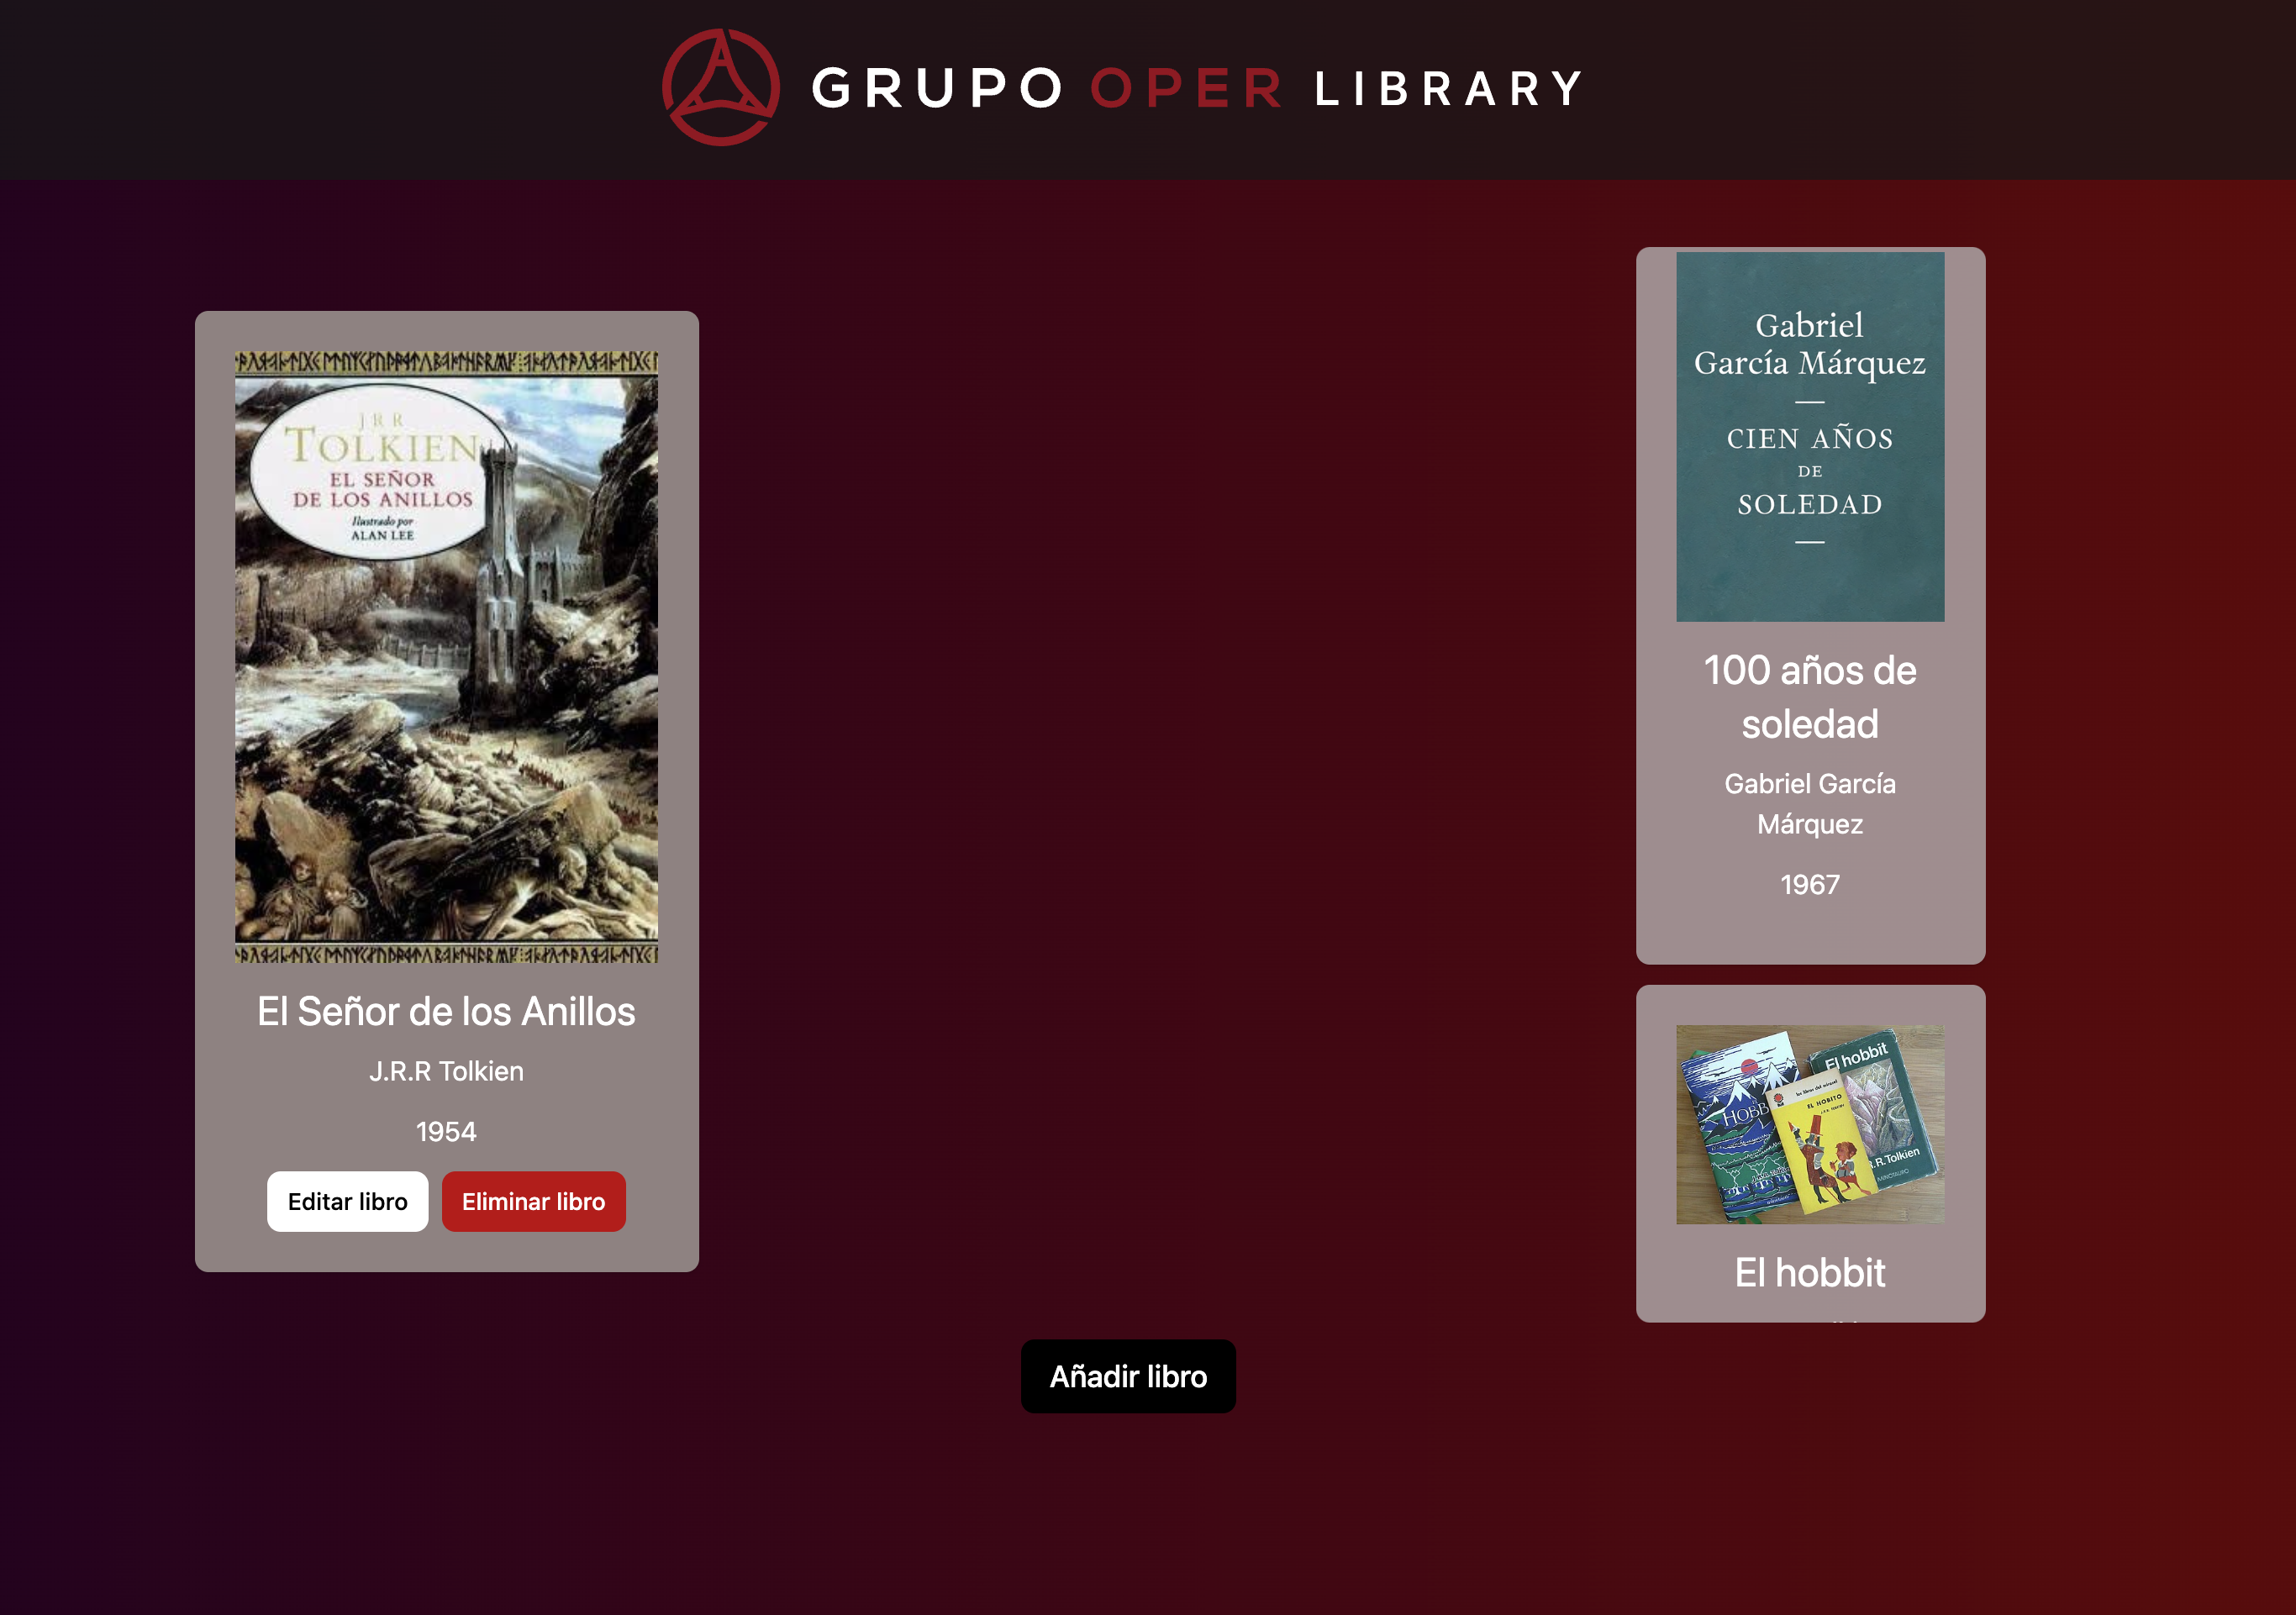 GRUPO OPER LIBRARY
J R R
TOLKIEN
EL SEÑOR
DE LOS ANILLOS
Ilustrado por
ALAN LEE
El Señor de los Anillos
J.R.R Tolkien
1954
Editar libro Eliminar libro
Gabriel
García Márquez
CIEN AÑOS
DE
SOLEDAD
100 años de
soledad
Gabriel García
Márquez
1967
El hobbit
EL HOBITO
R.R.Tolkien
MINOTAURO
El hobbit
Añadir libro